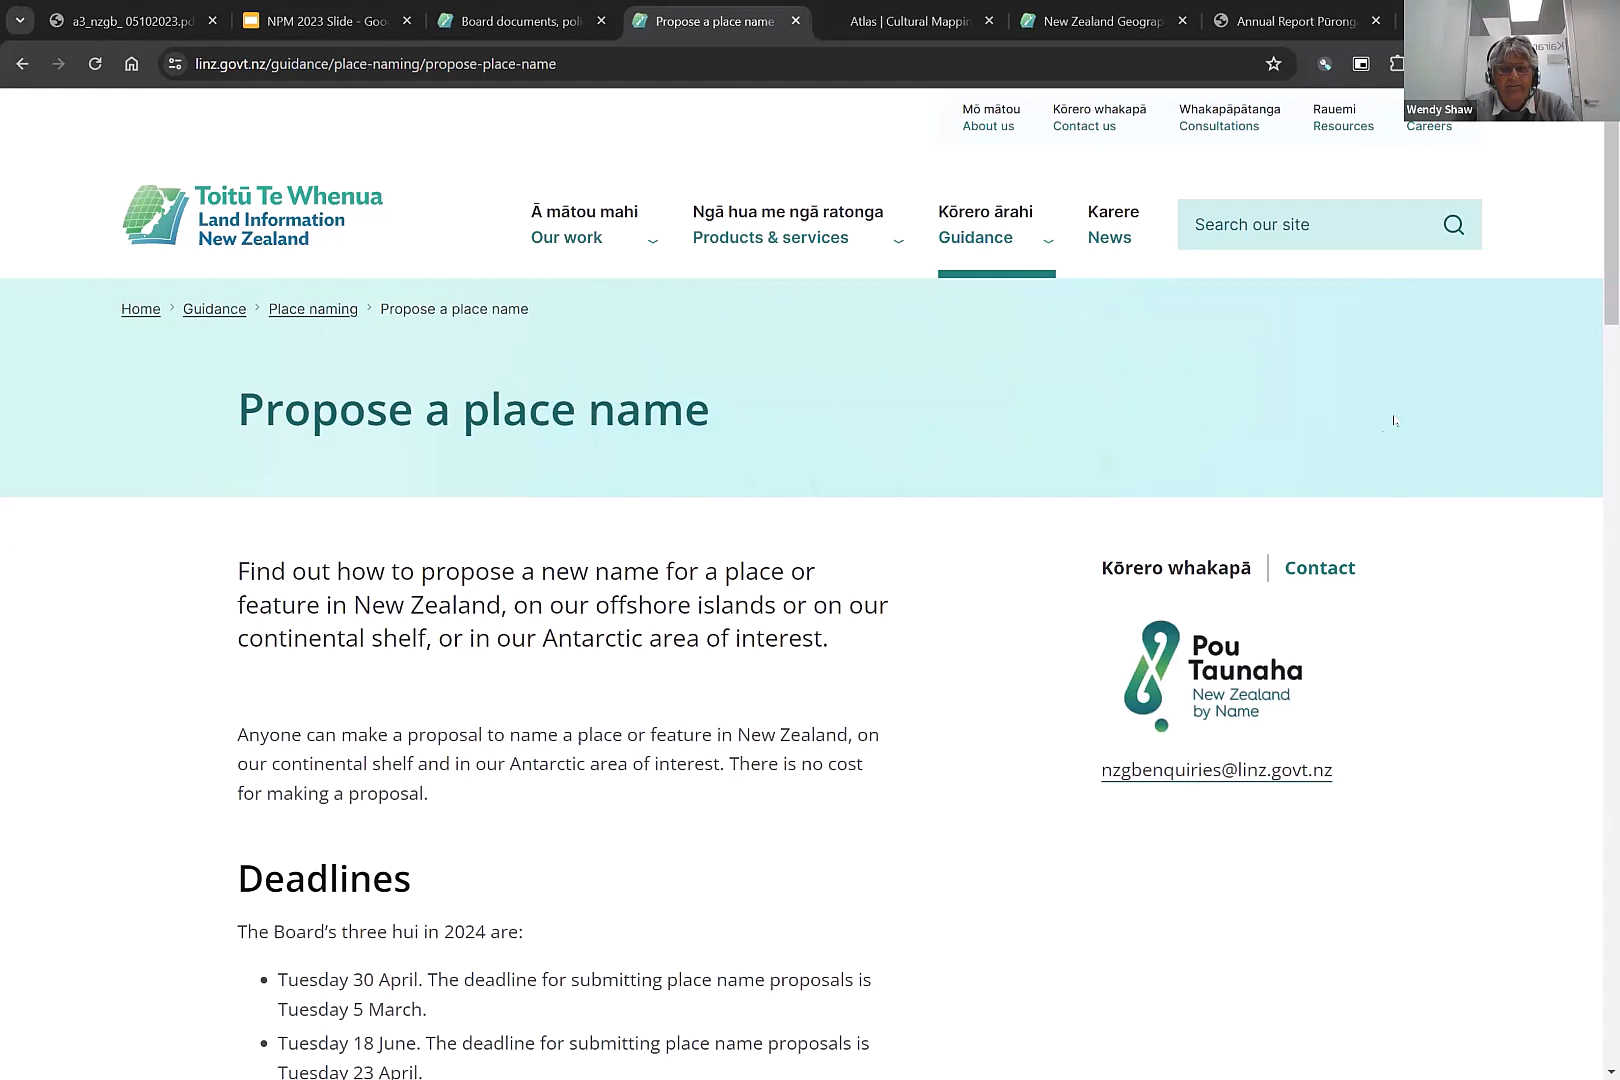 a3_nzgb_ 05102023.pd
NPM 2023 Slide - Goo
Board documents, poli
Propose a place name
Atlas | Cultural Mappin
New Zealand Geograp
Annual Report Pūrong
linz.govt.nz/guidance/place-naming/propose-place-name
Wendy Shaw
Mō mātou
About us
Kōrero whakapā
Contact us
Whakapāpātanga
Consultations
Rauemi
Resources
Careers
Toitū Te Whenua
Land Information
New Zealand
Ā mātou mahi
Our work
Ngā hua me ngā ratonga
Products & services
Kōrero ārahi
Guidance
Karere
News
Search our site
Home > Guidance > Place naming > Propose a place name
Propose a place name
Find out how to propose a new name for a place or
feature in New Zealand, on our offshore islands or on our
continental shelf, or in our Antarctic area of interest.
Anyone can make a proposal to name a place or feature in New Zealand, on
our continental shelf and in our Antarctic area of interest. There is no cost
for making a proposal.
Deadlines
The Board’s three hui in 2024 are:
• Tuesday 30 April. The deadline for submitting place name proposals is
Tuesday 5 March.
• Tuesday 18 June. The deadline for submitting place name proposals is
Tuesday 23 April.
Kōrero whakapā | Contact
Pou
Taunaha
New Zealand
by Name
nzgbenquiries@linz.govt.nz